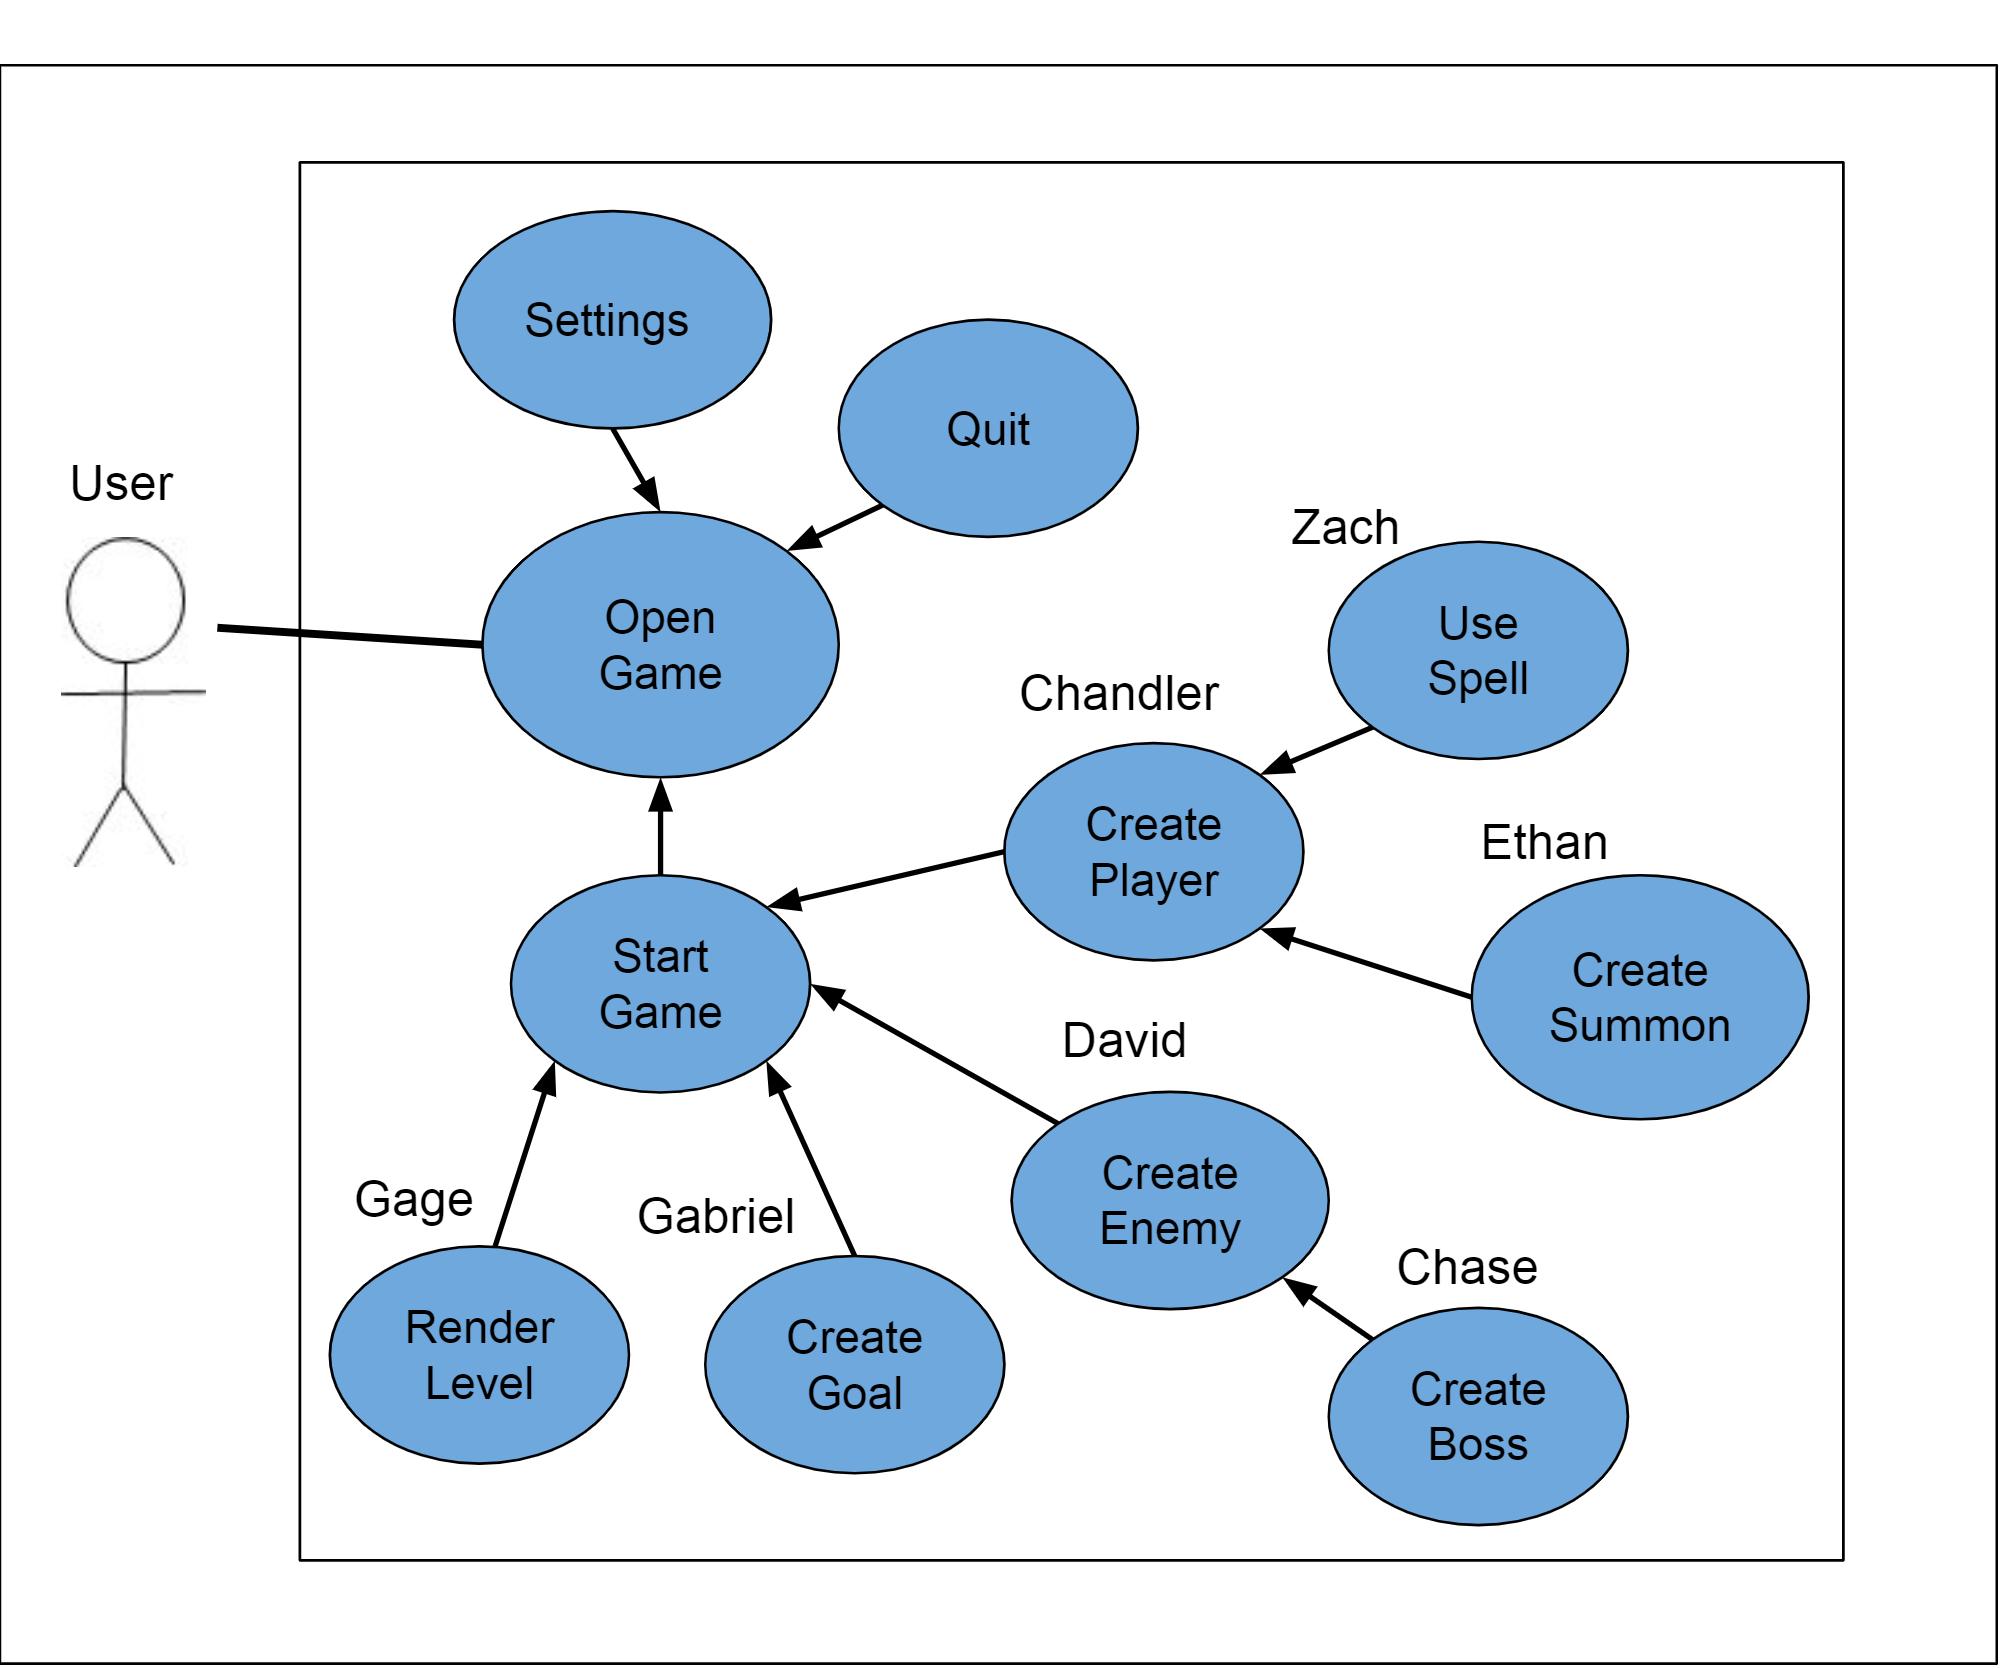 Settings
Quit
User
Zach
Open
Game
Use
Spell
Chandler
Create
Player
Ethan
Start
Game
Create
Summon
David
Gage
Gabriel
Create
Enemy
Chase
Render
Level
Create
Goal
Create
Boss